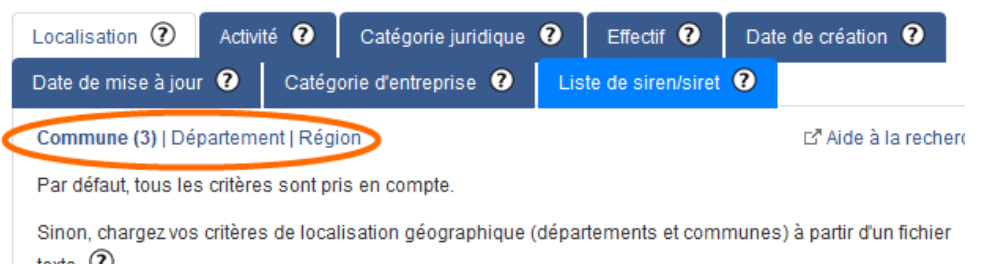 Localisation ? Activité ? Catégorie juridique ? Effectif ? Date de création ?
Date de mise à jour ? Catégorie d'entreprise ? Liste de siren/siret ?
Commune (3) | Département | Région Aide à la recherc
Par défaut, tous les critères sont pris en compte.
Sinon, chargez vos critères de localisation géographique (départements et communes) à partir d'un fichier
texte ?